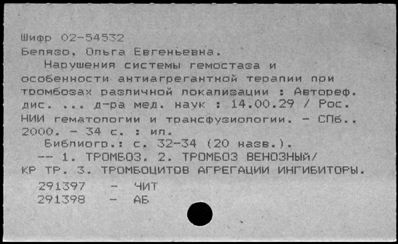 Шифр 02-54532
Белязо, Ольга Евгеньевна.
Нарушения системы гемостаза и
особенности антиагрегантной терапии при
тромбозах различной локализации : Автореф.
дис. ... д-ра мед. наук : 14.00.29 / Рос.
НИИ гематологии и трансфузиологии. - СПб..
2000. - 34 с. : ил.
Библиогр.: с. 32-34 (20 назв.).
-- 1. ТРОМБОЗ. 2. ТРОМБОЗ ВЕНОЗНЫЙ/
КР ТР. 3. ТРОМБОЦИТОВ АГРЕГАЦИИ ИНГИБИТОРЫ.
291397 - ЧИТ
291398 - АБ